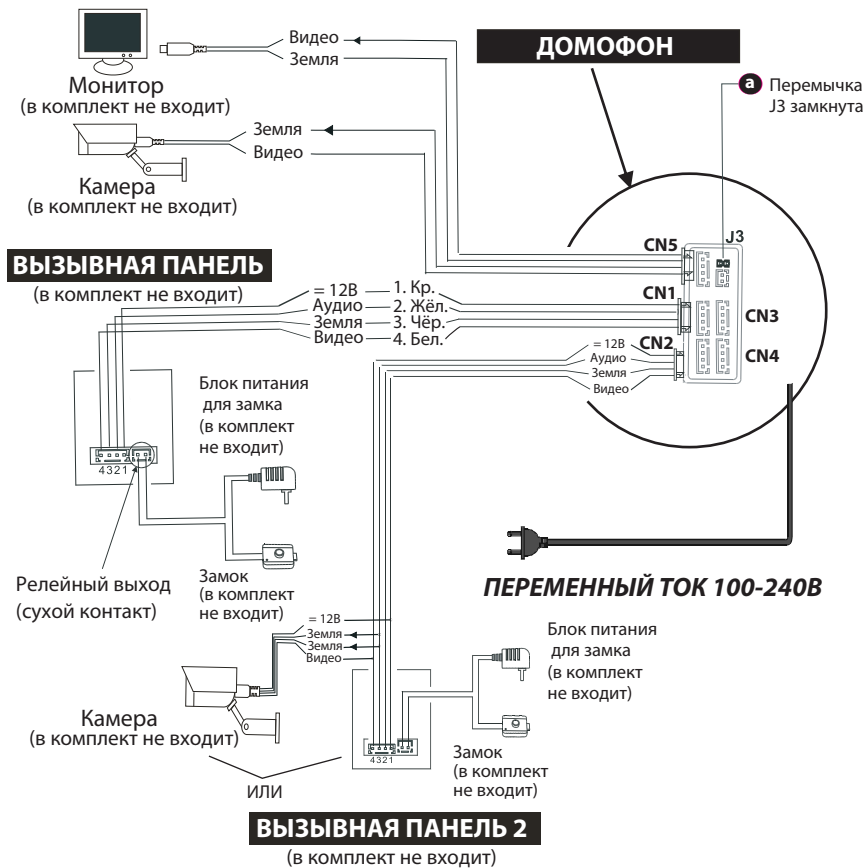 Видео
Земля
Монитор
(в комплект не входит)
ДОМОФОН
a Перемычка
J3 замкнута
Земля
Видео
Камера
(в комплект не входит)
ВЫЗЫВНАЯ ПАНЕЛЬ
(в комплект не входит)
= 12В 1. Кр.
Аудио 2. Жёл.
Земля 3. Чёр.
Видео 4. Бел.
CN5
J3
CN1
CN3
CN2
CN4
= 12В
Аудио
Земля
Видео
Блок питания
для замка
(в комплект
не входит)
4321
Релейный выход
(сухой контакт)
Замок
(в комплект
не входит)
ПЕРЕМЕННЫЙ ТОК 100-240В
= 12В
Земля
Земля
Видео
Камера
(в комплект не входит)
Блок питания
для замка
(в комплект
не входит)
4321
Замок
(в комплект
не входит)
ИЛИ
ВЫЗЫВНАЯ ПАНЕЛЬ 2
(в комплект не входит)